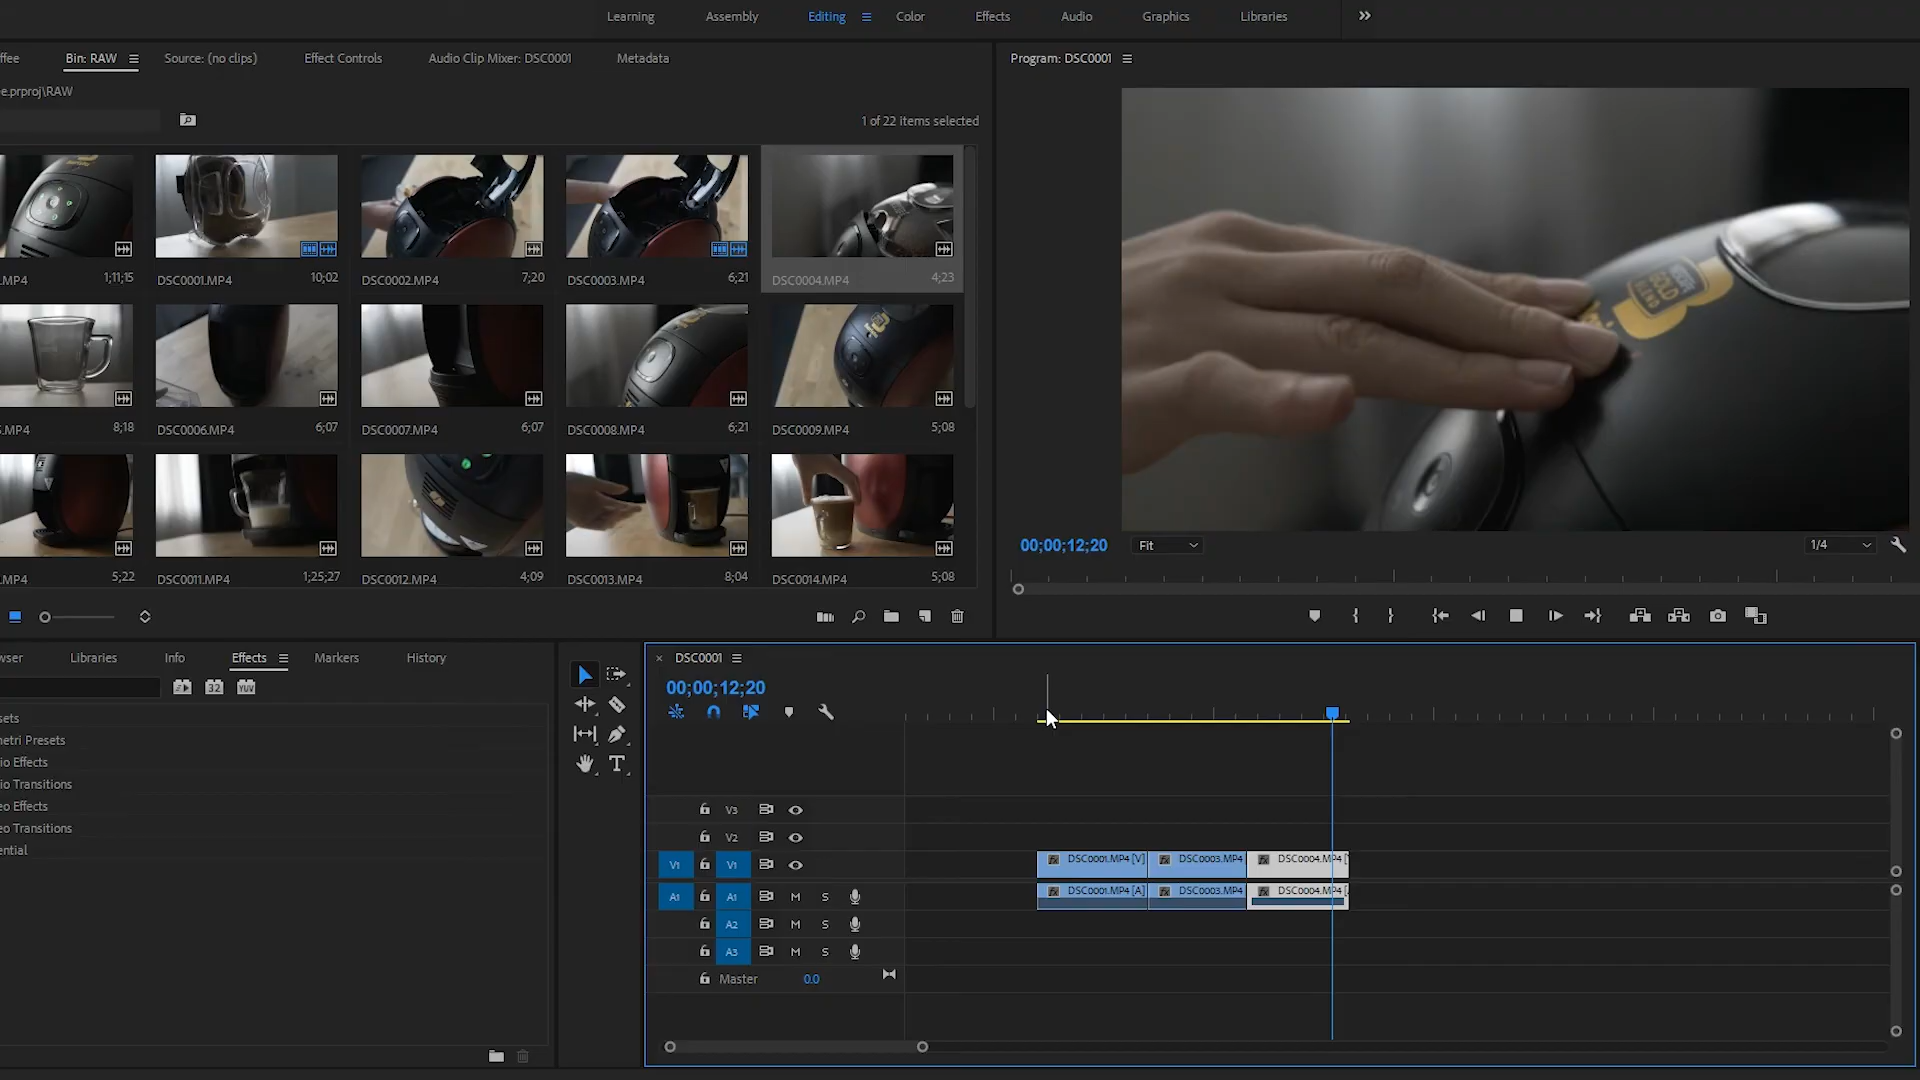 Learning Assembly Editing Color Effects Audio Graphics Libraries
ffee Bin: RAW Source: (no clips) Effect Controls Audio Clip Mixer: DSC0001 Metadata
Program: DSC0001
e.prproj\RAW
1 of 22 items selected
.MP4 1;11;15 DSC0001.MP4 10;02 DSC0002.MP4 7;20 DSC0003.MP4 6;21 DSC0004.MP4 4;23
.MP4 8;18 DSC0006.MP4 6;07 DSC0007.MP4 6;07 DSC0008.MP4 6;21 DSC0009.MP4 5;08
.MP4 5;22 DSC0011.MP4 1;25;27 DSC0012.MP4 4;09 DSC0013.MP4 8;04 DSC0014.MP4 5;08
GOLD
BLEND
00;00;12;20 Fit 1/4
wser Libraries Info Effects Markers History
32 YUV
sets
netri Presets
io Effects
io Transitions
eo Effects
eo Transitions
ential
T
× DSC0001
00;00;12;20
V3
V2
V1 V1 DSC0001.MP4 [V] DSC0003.MP4 DSC0004.MP4 [
A1 A1 M S DSC0001.MP4 [A] DSC0003.MP4 DSC0004.MP4 [
A2 M S
A3 M S
Master 0.0